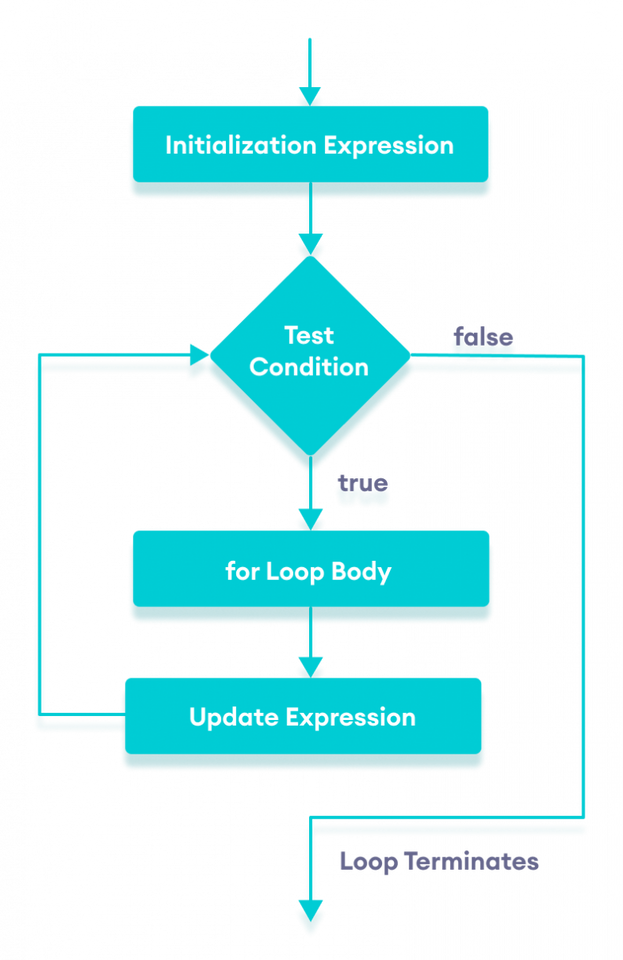 Initialization Expression
Test
Condition
false
true
for Loop Body
Update Expression
Loop Terminates